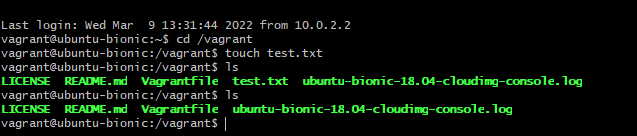 Last login: Wed Mar  9 13:31:44 2022 from 10.0.2.2
vagrant@ubuntu-bionic:~$ cd /vagrant
vagrant@ubuntu-bionic:/vagrant$ touch test.txt
vagrant@ubuntu-bionic:/vagrant$ ls
LICENSE  README.md  Vagrantfile  test.txt  ubuntu-bionic-18.04-cloudimg-console.log
vagrant@ubuntu-bionic:/vagrant$ ls
LICENSE  README.md  Vagrantfile  ubuntu-bionic-18.04-cloudimg-console.log
vagrant@ubuntu-bionic:/vagrant$